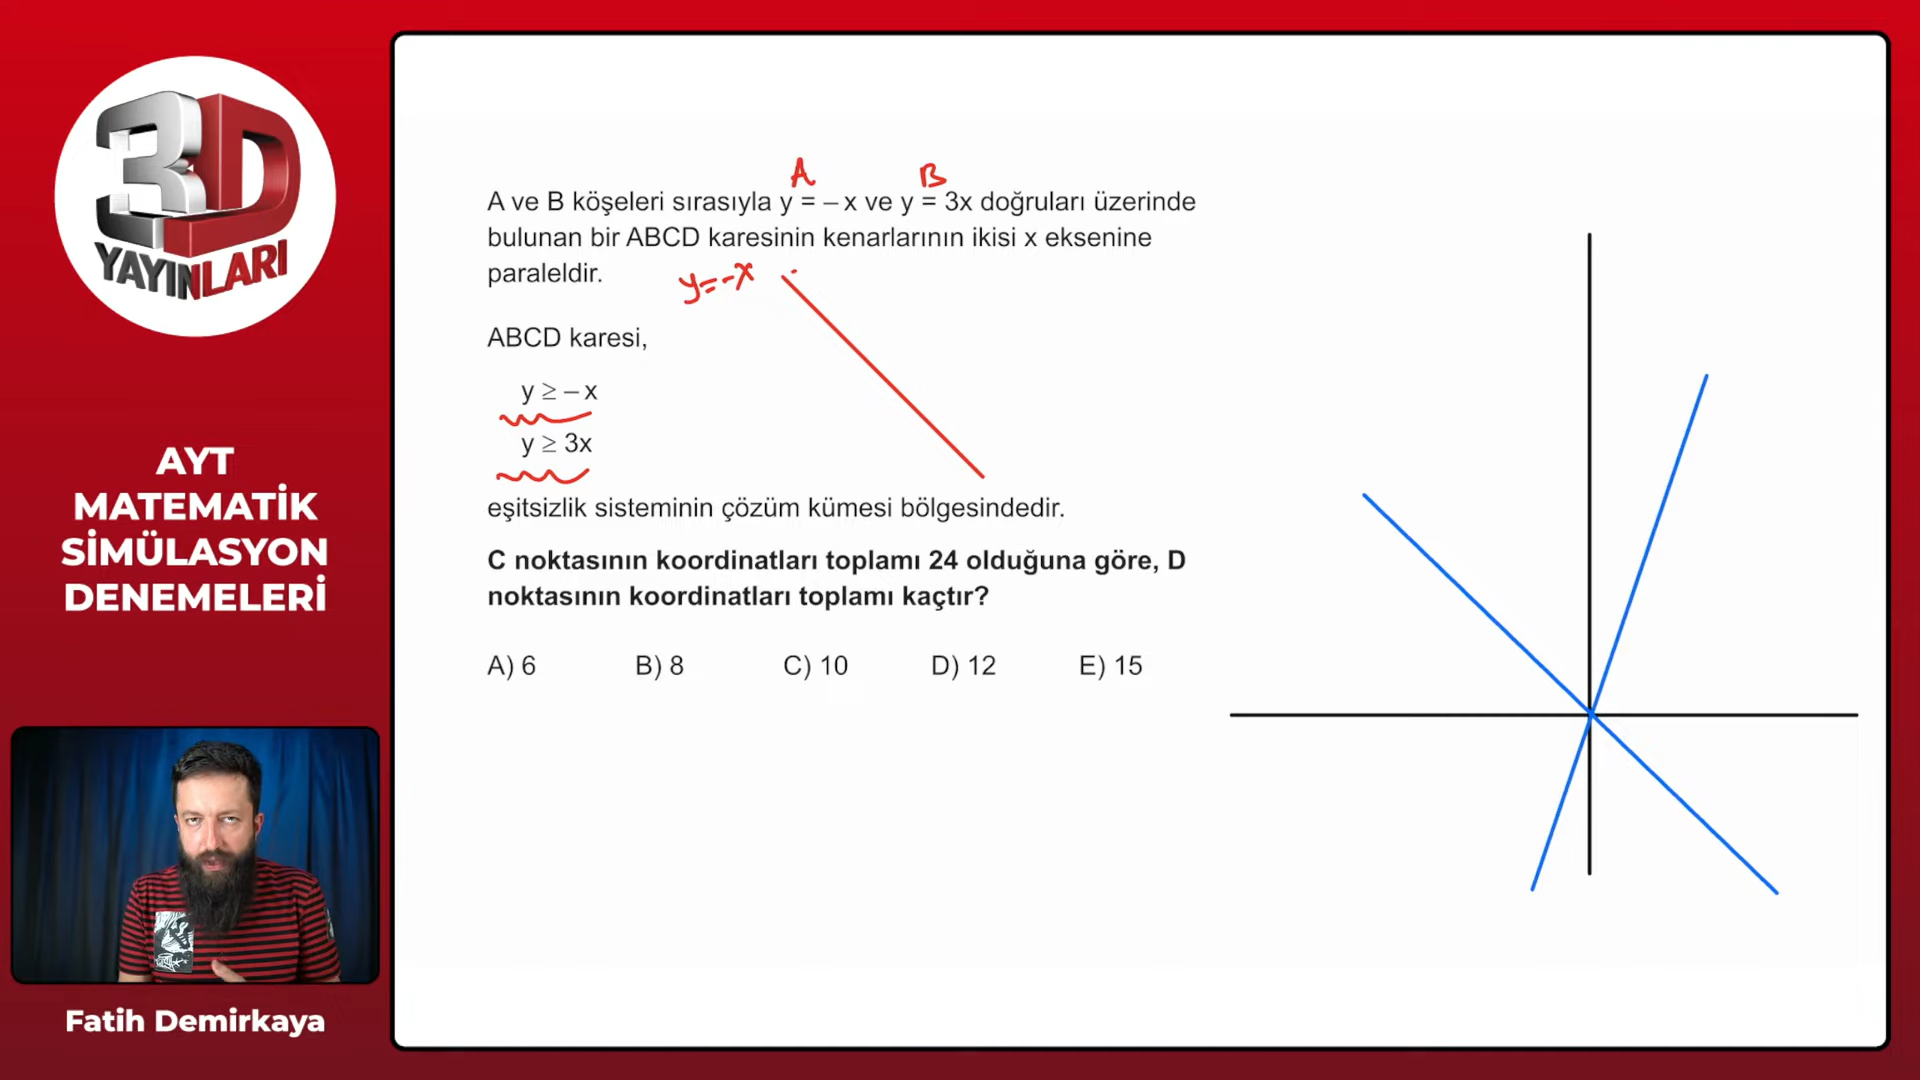 3D
YAYINLARI
AYT
MATEMATİK
SİMÜLASYON
DENEMELERİ
Fatih Demirkaya
A B
A ve B köşeleri sırasıyla y = – x ve y = 3x doğruları üzerinde
bulunan bir ABCD karesinin kenarlarının ikisi x eksenine
paraleldir.
y=-x
ABCD karesi,
y ≥ – x
y ≥ 3x
eşitsizlik sisteminin çözüm kümesi bölgesindedir.
C noktasının koordinatları toplamı 24 olduğuna göre, D
noktasının koordinatları toplamı kaçtır?
A) 6 B) 8 C) 10 D) 12 E) 15